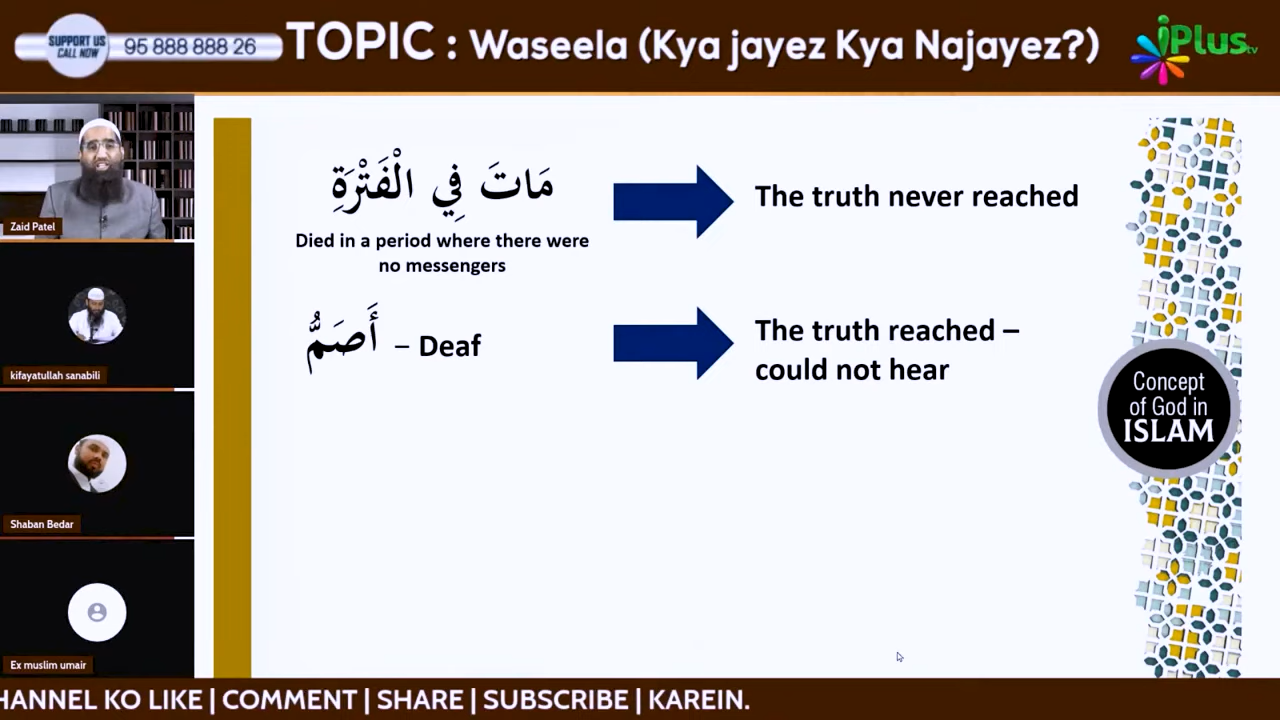 SUPPORT US
CALL NOW
95 888 888 26
TOPIC : Waseela (Kya jayez Kya Najayez?)
iPlus tv
Zaid Patel
kifayatullah sanabili
Shaban Bedar
Ex muslim umair
مَاتَ فِي الْفَتْرَةِ
Died in a period where there were
no messengers
The truth never reached
أَصَمُّ – Deaf
The truth reached –
could not hear
Concept
of God in
ISLAM
HANNEL KO LIKE | COMMENT | SHARE | SUBSCRIBE | KAREIN.